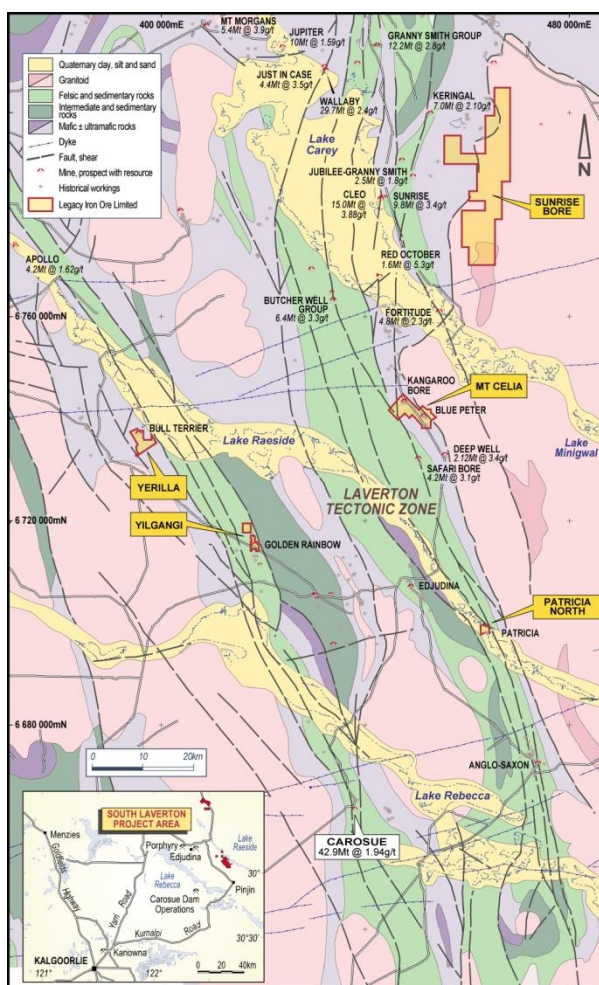 400 000mE
480 000mE
MT MORGANS
5.4Mt @ 3.9g/t
JUPITER
10Mt @ 1.59g/t
GRANNY SMITH GROUP
12.2Mt @ 2.8g/t
Quaternary clay, silt and sand
Granitoid
Felsic and sedimentary rocks
Intermediate and sedimentary
rocks
Mafic ± ultramafic rocks
Dyke
Fault, shear
Mine, prospect with resource
Historical workings
Legacy Iron Ore Limited
JUST IN CASE
4.4Mt @ 3.5g/t
WALLABY
29.7Mt @ 2.4g/t
KERINGAL
7.0Mt @ 2.10g/t
Lake
Carey
N
JUBILEE-GRANNY SMITH
2.5Mt @ 1.8g/t
CLEO
15.0Mt @
3.88g/t
SUNRISE
9.8Mt @ 3.4g/t
SUNRISE
BORE
APOLLO
4.2Mt @ 1.62g/t
RED OCTOBER
1.6Mt @ 5.3g/t
BUTCHER WELL
GROUP
6.4Mt @ 3.3g/t
FORTITUDE
4.8Mt @ 2.3g/t
6 760 000mN
KANGAROO
BORE
MT CELIA
BLUE PETER
BULL TERRIER
Lake Raeside
Lake
Minigwal
DEEP WELL
2.12Mt @ 3.4g/t
SAFARI BORE
4.2Mt @ 3.1g/t
YERILLA
LAVERTON
TECTONIC ZONE
6 720 000mN
YILGANGI
GOLDEN RAINBOW
EDJUDINA
PATRICIA
NORTH
PATRICIA
6 680 000mN
0 10 20km
ANGLO-SAXON
Lake Rebecca
CAROSUE
42.9Mt @ 1.94g/t
SOUTH LAVERTON
PROJECT AREA
Menzies
Porphyry
Edjudina
Lake
Raeside
30°
Pinjin
Lake
Rebecca
Carosue Dam
Operations
Goldfields
Highway
Yarri Road
Kurnalpi Road
Kanowna
30°30'
KALGOORLIE
121°
122°
0 20 40km